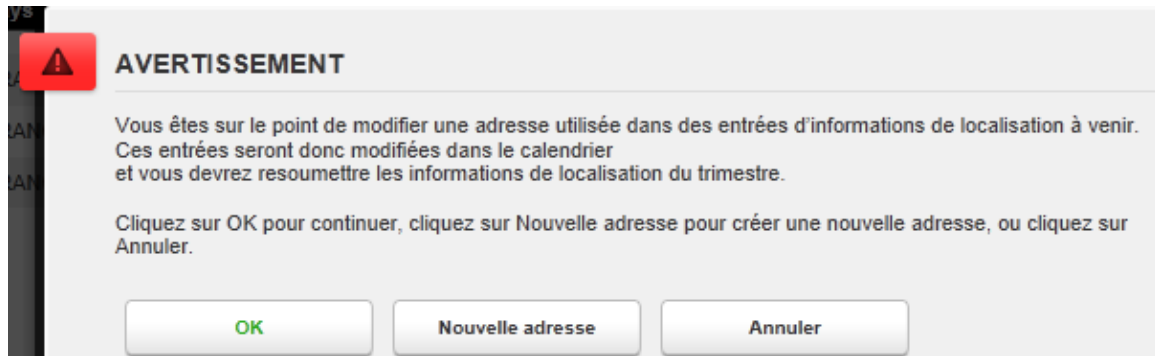 ys
AVERTISSEMENT
RAN
RAN
Vous êtes sur le point de modifier une adresse utilisée dans des entrées d'informations de localisation à venir.
Ces entrées seront donc modifiées dans le calendrier
et vous devrez resoumettre les informations de localisation du trimestre.
Cliquez sur OK pour continuer, cliquez sur Nouvelle adresse pour créer une nouvelle adresse, ou cliquez sur
Annuler.
OK Nouvelle adresse Annuler